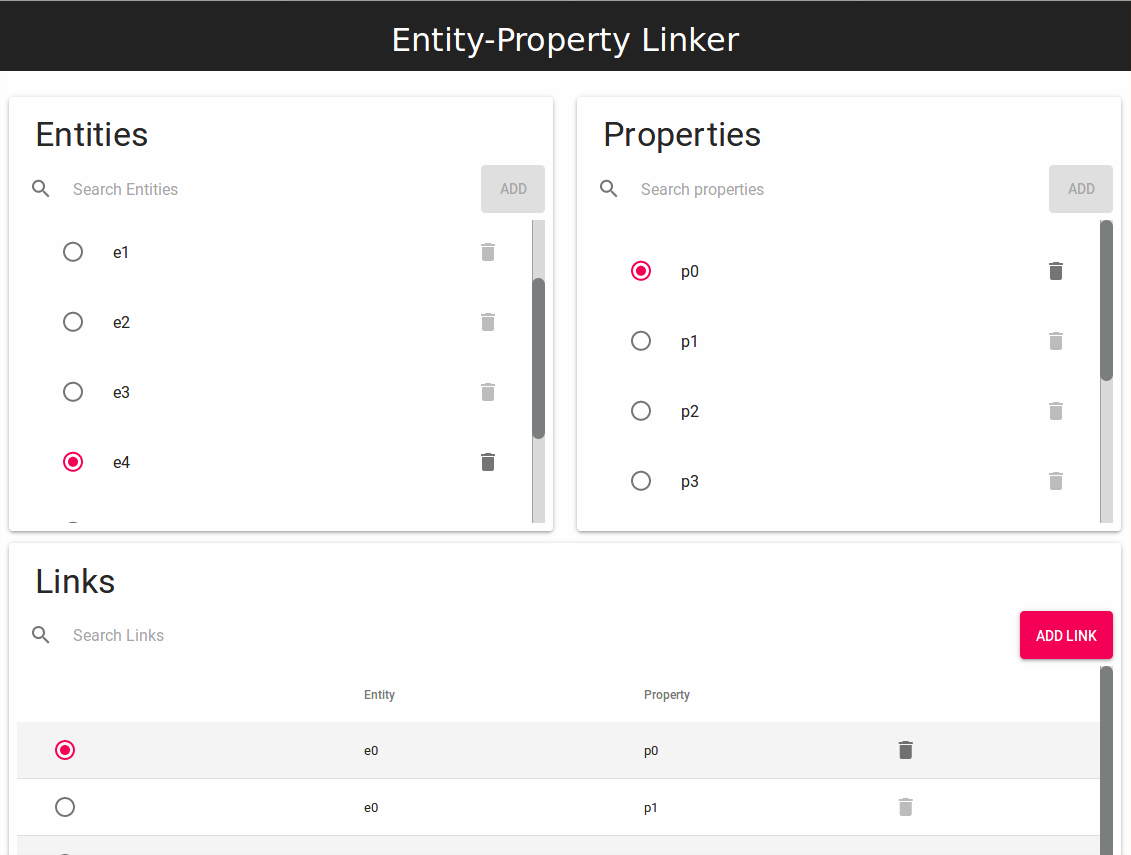 Entity-Property Linker
Entities
Search Entities
ADD
e1
e2
e3
e4
Properties
Search properties
ADD
p0
p1
p2
p3
Links
Search Links
ADD LINK
Entity Property
e0 p0
e0 p1